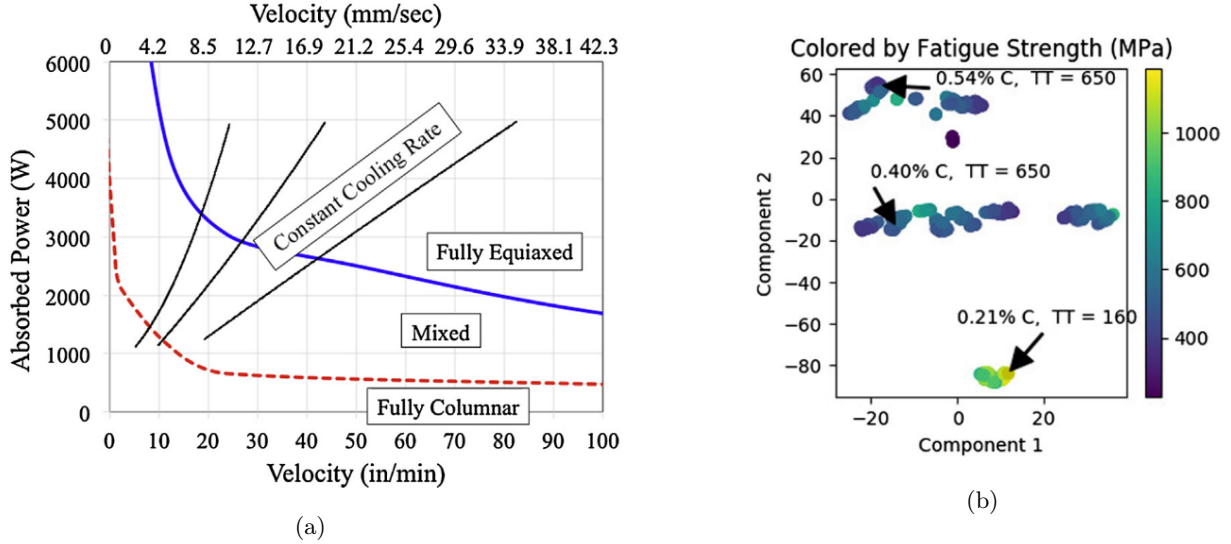 Velocity (mm/sec)
0 4.2 8.5 12.7 16.9 21.2 25.4 29.6 33.9 38.1 42.3
6000
5000
4000
3000
2000
1000
0
Absorbed Power (W)
Constant Cooling Rate
Fully Equiaxed
Mixed
Fully Columnar
0 10 20 30 40 50 60 70 80 90 100
Velocity (in/min)
(a)
Colored by Fatigue Strength (MPa)
60
40
20
0
−20
−40
−60
−80
Component 2
0.54% C, TT = 650
0.40% C, TT = 650
0.21% C, TT = 160
−20 0 20
Component 1
1000
800
600
400
(b)